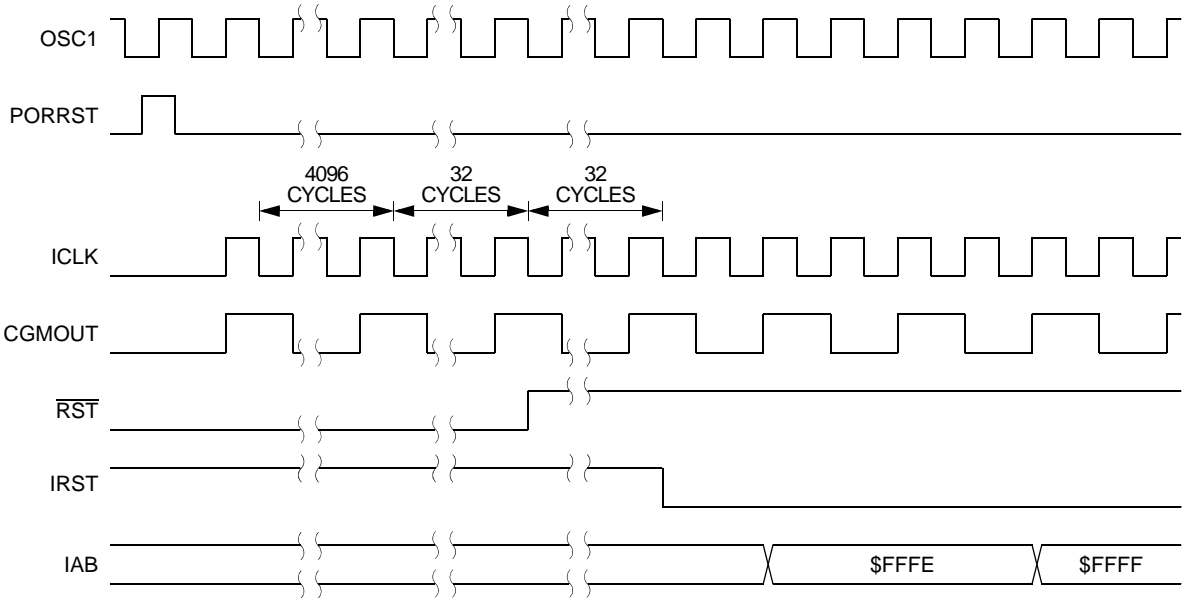 OSC1
PORRST
4096
CYCLES
32
CYCLES
32
CYCLES
ICLK
CGMOUT
RST
IRST
IAB
$FFFE
$FFFF